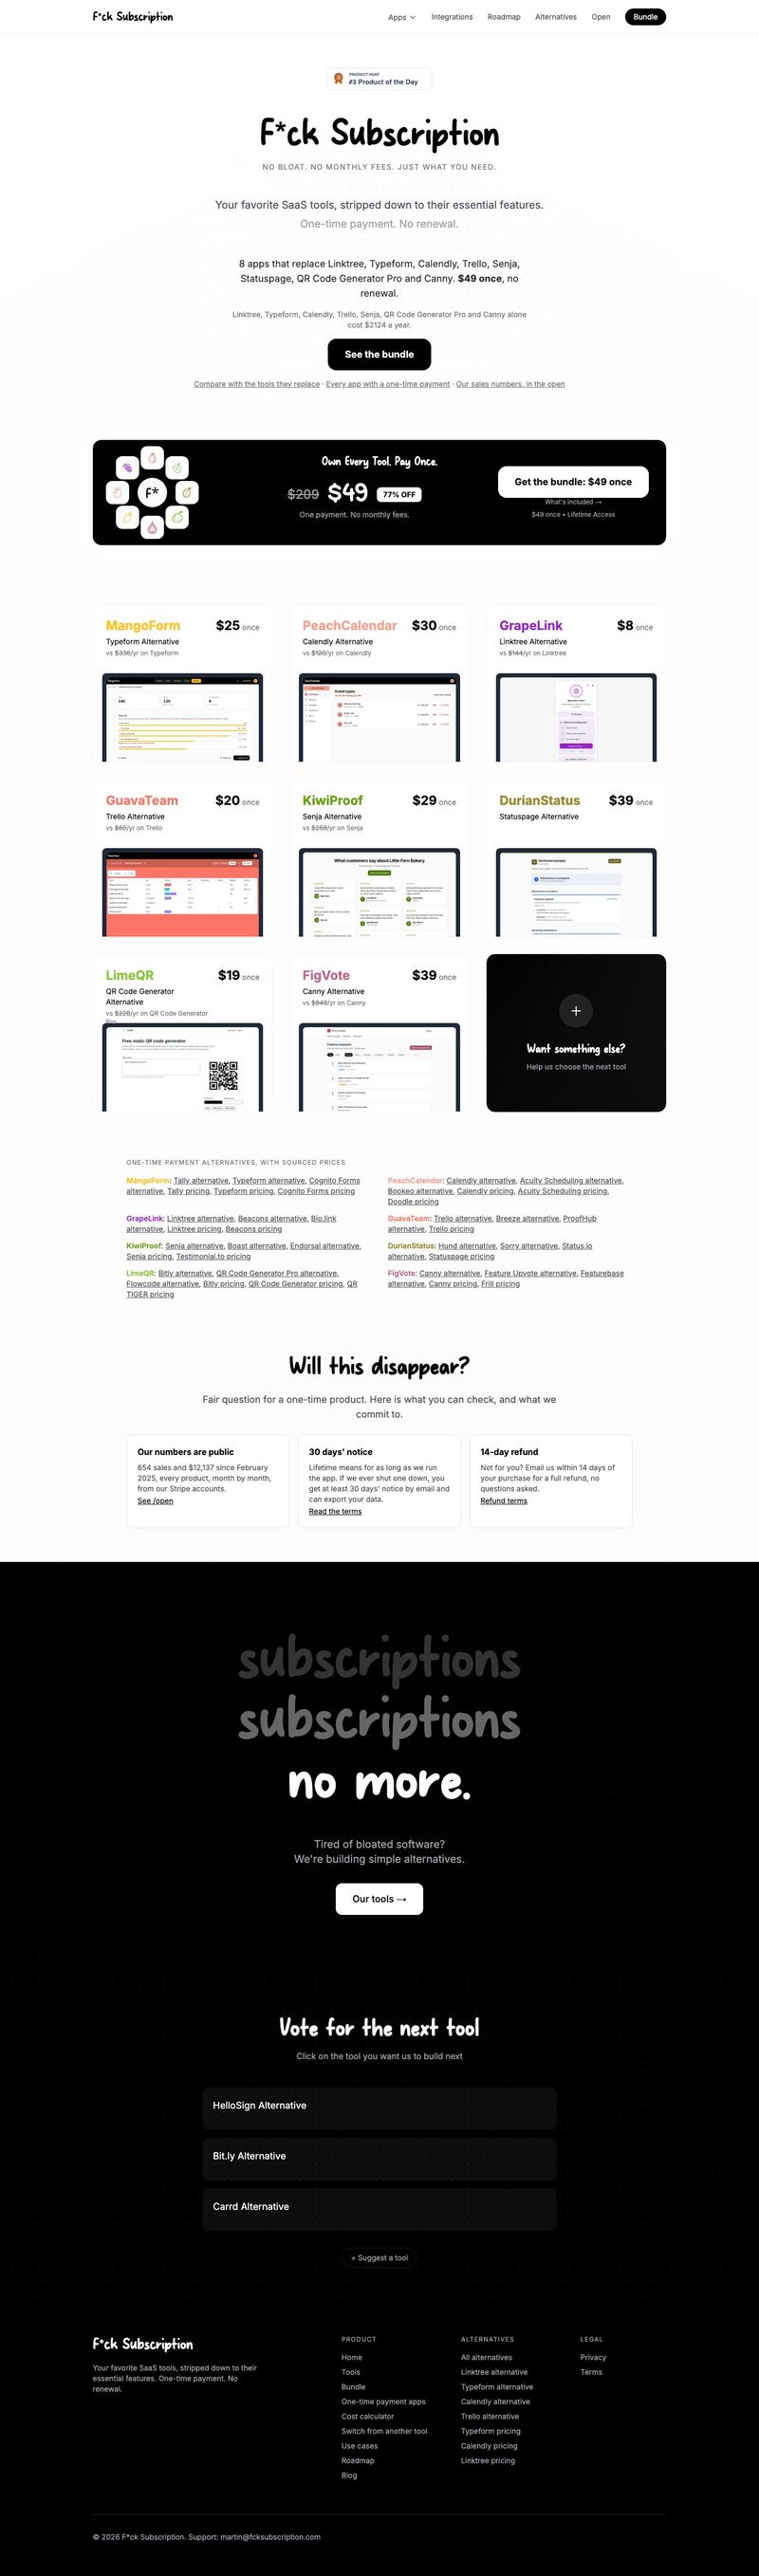 F*ck Subscription
Apps
Integrations
Roadmap
Alternatives
Open
Bundle
PRODUCT HUNT
#3 Product of the Day
F*ck Subscription
NO BLOAT. NO MONTHLY FEES. JUST WHAT YOU NEED.
Your favorite SaaS tools, stripped down to their essential features.
One-time payment. No renewal.
8 apps that replace Linktree, Typeform, Calendly, Trello, Senja,
Statuspage, QR Code Generator Pro and Canny. $49 once, no
renewal.
Linktree, Typeform, Calendly, Trello, Senja, QR Code Generator Pro and Canny alone
cost $2124 a year.
See the bundle
Compare with the tools they replace · Every app with a one-time payment · Our sales numbers, in the open
F*
Own Every Tool. Pay Once.
$209 $49 77% OFF
One payment. No monthly fees.
Get the bundle: $49 once
What's included →
$49 once • Lifetime Access
MangoForm $25 once
Typeform Alternative
vs $336/yr on Typeform
PeachCalendar $30 once
Calendly Alternative
vs $120/yr on Calendly
Event types
GrapeLink $8 once
Linktree Alternative
vs $144/yr on Linktree
GuavaTeam $20 once
Trello Alternative
vs $60/yr on Trello
KiwiProof $29 once
Senja Alternative
vs $288/yr on Senja
What customers say about Little Fern Bakery
DurianStatus $39 once
Statuspage Alternative
LimeQR $19 once
QR Code Generator
Alternative
vs $228/yr on QR Code Generator
Pro
Free static QR code generator
FigVote $39 once
Canny Alternative
vs $948/yr on Canny
Feature requests
+
Want something else?
Help us choose the next tool
ONE-TIME PAYMENT ALTERNATIVES, WITH SOURCED PRICES
MangoForm: Tally alternative, Typeform alternative, Cognito Forms
alternative, Tally pricing, Typeform pricing, Cognito Forms pricing
PeachCalendar: Calendly alternative, Acuity Scheduling alternative,
Bookeo alternative, Calendly pricing, Acuity Scheduling pricing,
Doodle pricing
GrapeLink: Linktree alternative, Beacons alternative, Bio.link
alternative, Linktree pricing, Beacons pricing
GuavaTeam: Trello alternative, Breeze alternative, ProofHub
alternative, Trello pricing
KiwiProof: Senja alternative, Boast alternative, Endorsal alternative,
Senja pricing, Testimonial.to pricing
DurianStatus: Hund alternative, Sorry alternative, Status.io
alternative, Statuspage pricing
LimeQR: Bitly alternative, QR Code Generator Pro alternative,
Flowcode alternative, Bitly pricing, QR Code Generator pricing, QR
TIGER pricing
FigVote: Canny alternative, Feature Upvote alternative, Featurebase
alternative, Canny pricing, Frill pricing
Will this disappear?
Fair question for a one-time product. Here is what you can check, and what we
commit to.
Our numbers are public
654 sales and $12,137 since February
2025, every product, month by month,
from our Stripe accounts.
See /open
30 days' notice
Lifetime means for as long as we run
the app. If we ever shut one down, you
get at least 30 days' notice by email and
can export your data.
Read the terms
14-day refund
Not for you? Email us within 14 days of
your purchase for a full refund, no
questions asked.
Refund terms
subscriptions
subscriptions
no more.
Tired of bloated software?
We're building simple alternatives.
Our tools →
Vote for the next tool
Click on the tool you want us to build next
HelloSign Alternative
Bit.ly Alternative
Carrd Alternative
+ Suggest a tool
F*ck Subscription
Your favorite SaaS tools, stripped down to their
essential features. One-time payment. No
renewal.
PRODUCT
Home
Tools
Bundle
One-time payment apps
Cost calculator
Switch from another tool
Use cases
Roadmap
Blog
ALTERNATIVES
All alternatives
Linktree alternative
Typeform alternative
Calendly alternative
Trello alternative
Typeform pricing
Calendly pricing
Linktree pricing
LEGAL
Privacy
Terms
© 2026 F*ck Subscription. Support: martin@fcksubscription.com